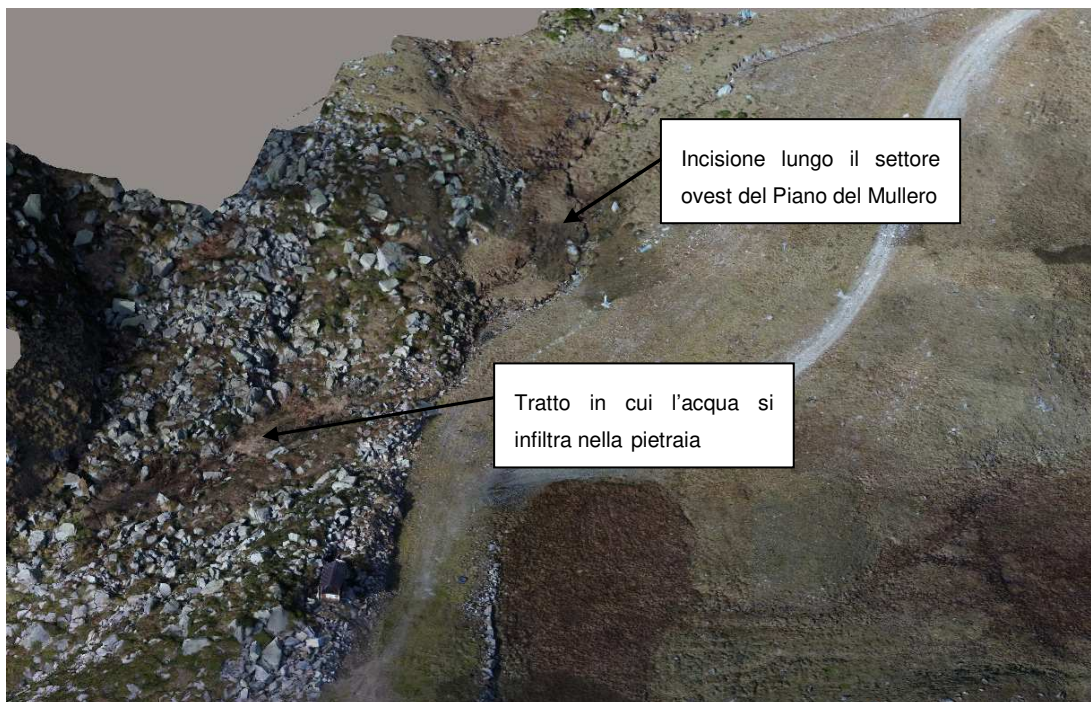 Incisione lungo il settore
ovest del Piano del Mullero
Tratto in cui l'acqua si
infiltra nella pietraia